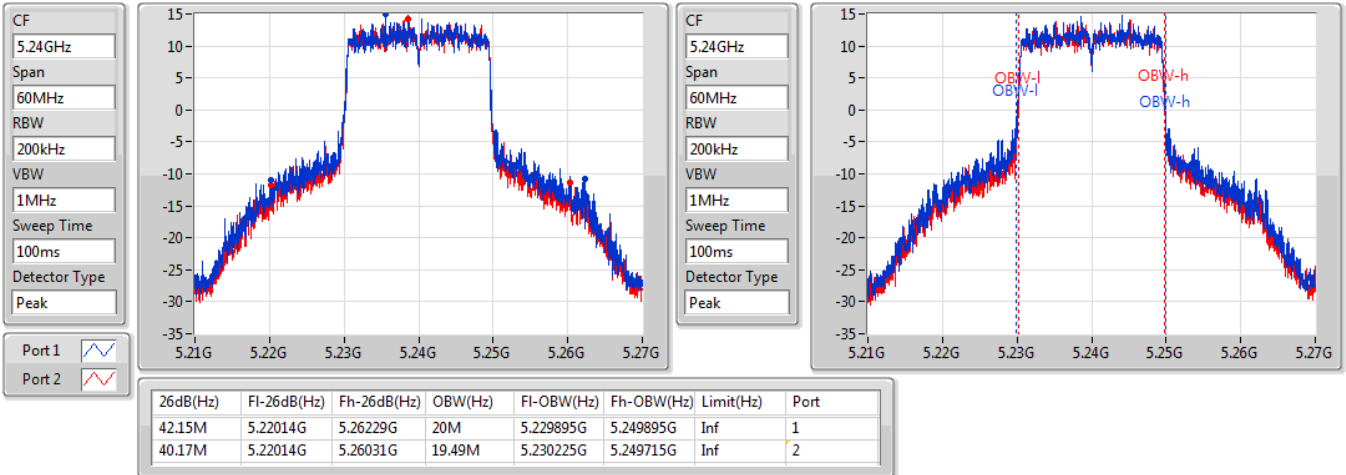 CF
5.24GHz
Span
60MHz
RBW
200kHz
VBW
1MHz
Sweep Time
100ms
Detector Type
Peak
Port 1
Port 2
15
10
5
0
-5
-10
-15
-20
-25
-30
-35
5.21G 5.22G 5.23G 5.24G 5.25G 5.26G 5.27G
CF
5.24GHz
Span
60MHz
RBW
200kHz
VBW
1MHz
Sweep Time
100ms
Detector Type
Peak
15
10
5
0
-5
-10
-15
-20
-25
-30
-35
OBW-l
OBW-l
OBW-h
OBW-h
5.21G 5.22G 5.23G 5.24G 5.25G 5.26G 5.27G
26dB(Hz) Fl-26dB(Hz) Fh-26dB(Hz) OBW(Hz) Fl-OBW(Hz) Fh-OBW(Hz) Limit(Hz) Port
42.15M 5.22014G 5.26229G 20M 5.229895G 5.249895G Inf 1
40.17M 5.22014G 5.26031G 19.49M 5.230225G 5.249715G Inf 2